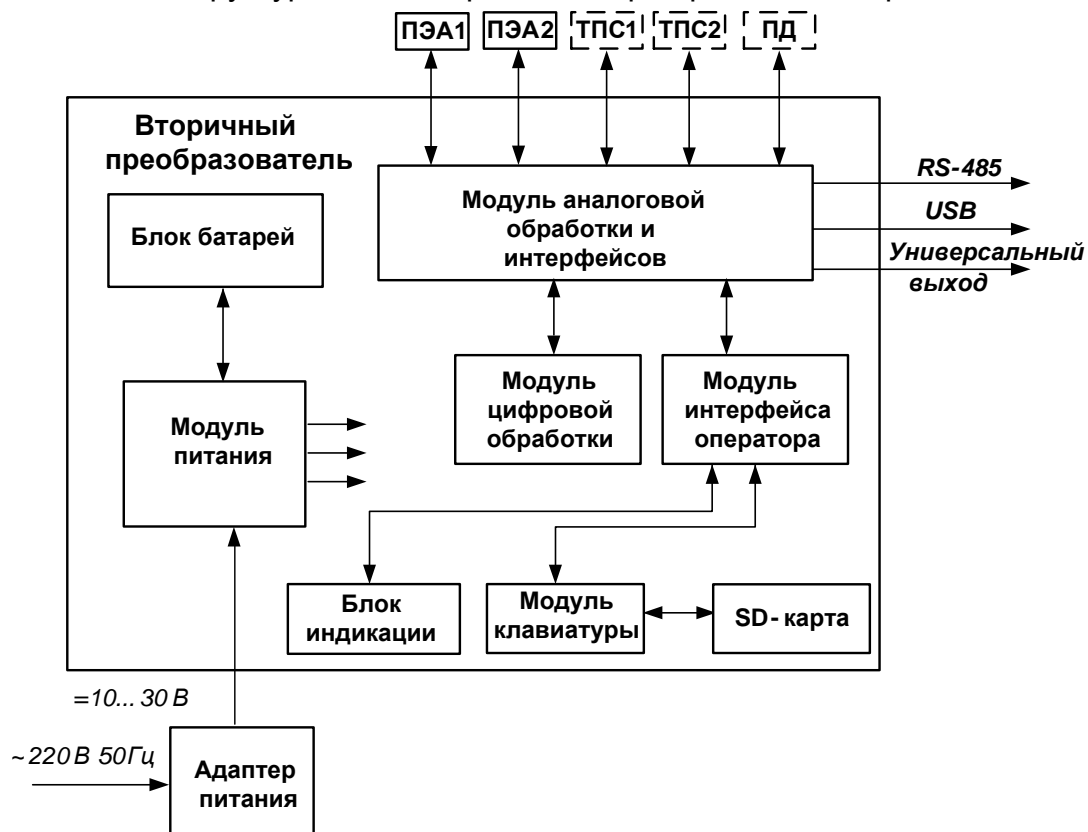 ПЭА1 ПЭА2 ТПС1 ТПС2 ПД
Вторичный
преобразователь
Блок батарей
Модуль аналоговой
обработки и
интерфейсов
RS-485
USB
Универсальный
выход
Модуль
питания
Модуль
цифровой
обработки
Модуль
интерфейса
оператора
Блок
индикации
Модуль
клавиатуры
SD-карта
=10... 30 В
~220 В 50Гц
Адаптер
питания